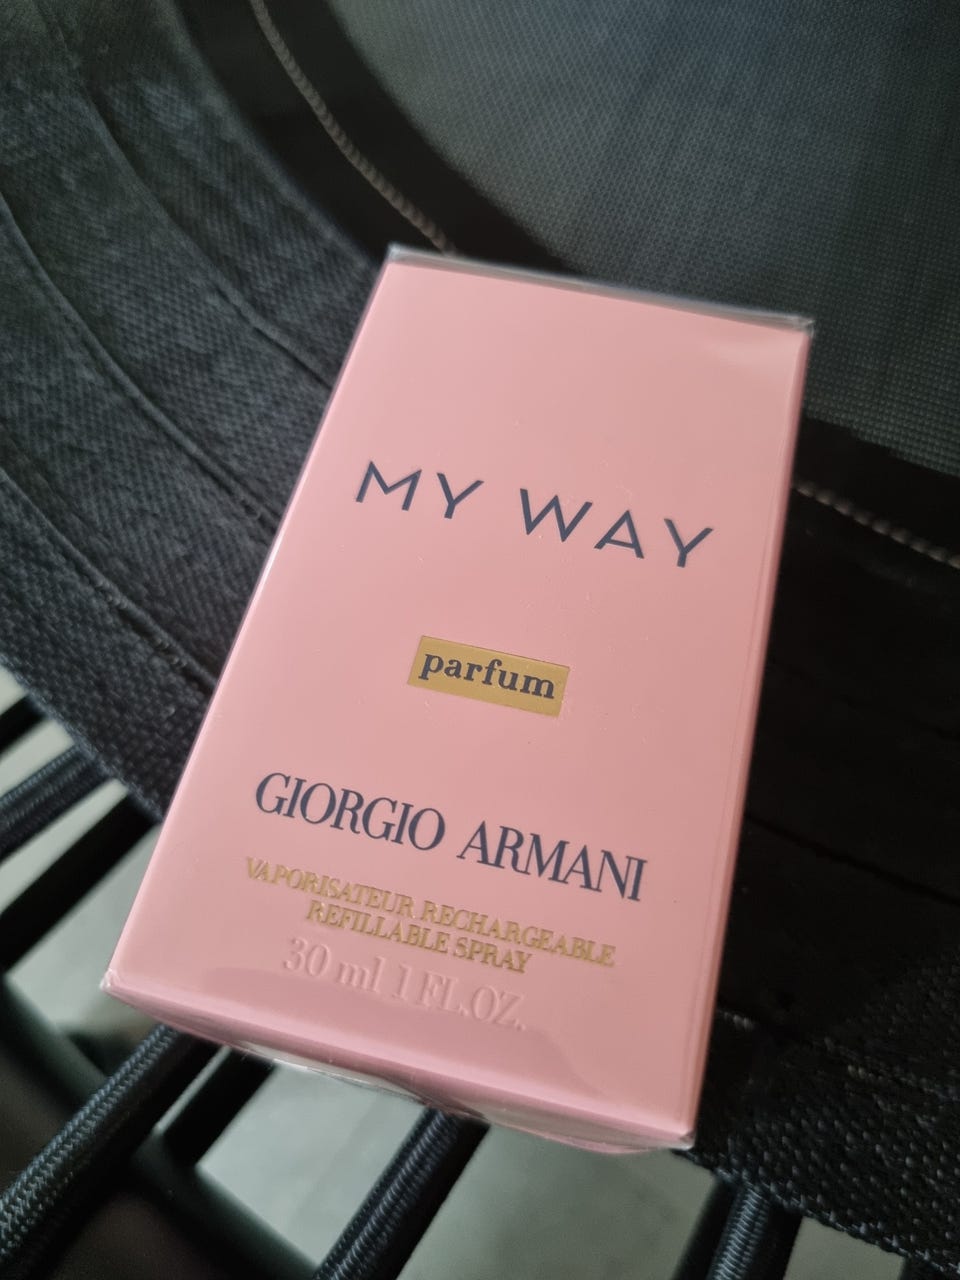 MY WAY
parfum
GIORGIO ARMANI
VAPORISATEUR RECHARGEABLE
REFILLABLE SPRAY
30 ml 1 FL.OZ.